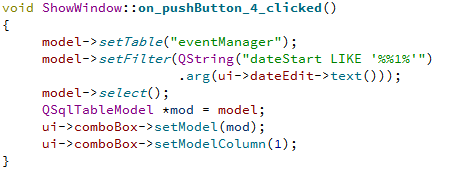 void ShowWindow::on_pushButton_4_clicked()
{
model->setTable("eventManager");
model->setFilter(QString("dateStart LIKE '%%1%'")
.arg(ui->dateEdit->text()));
model->select();
QSqlTableModel *mod = model;
ui->comboBox->setModel(mod);
ui->comboBox->setModelColumn(1);
}